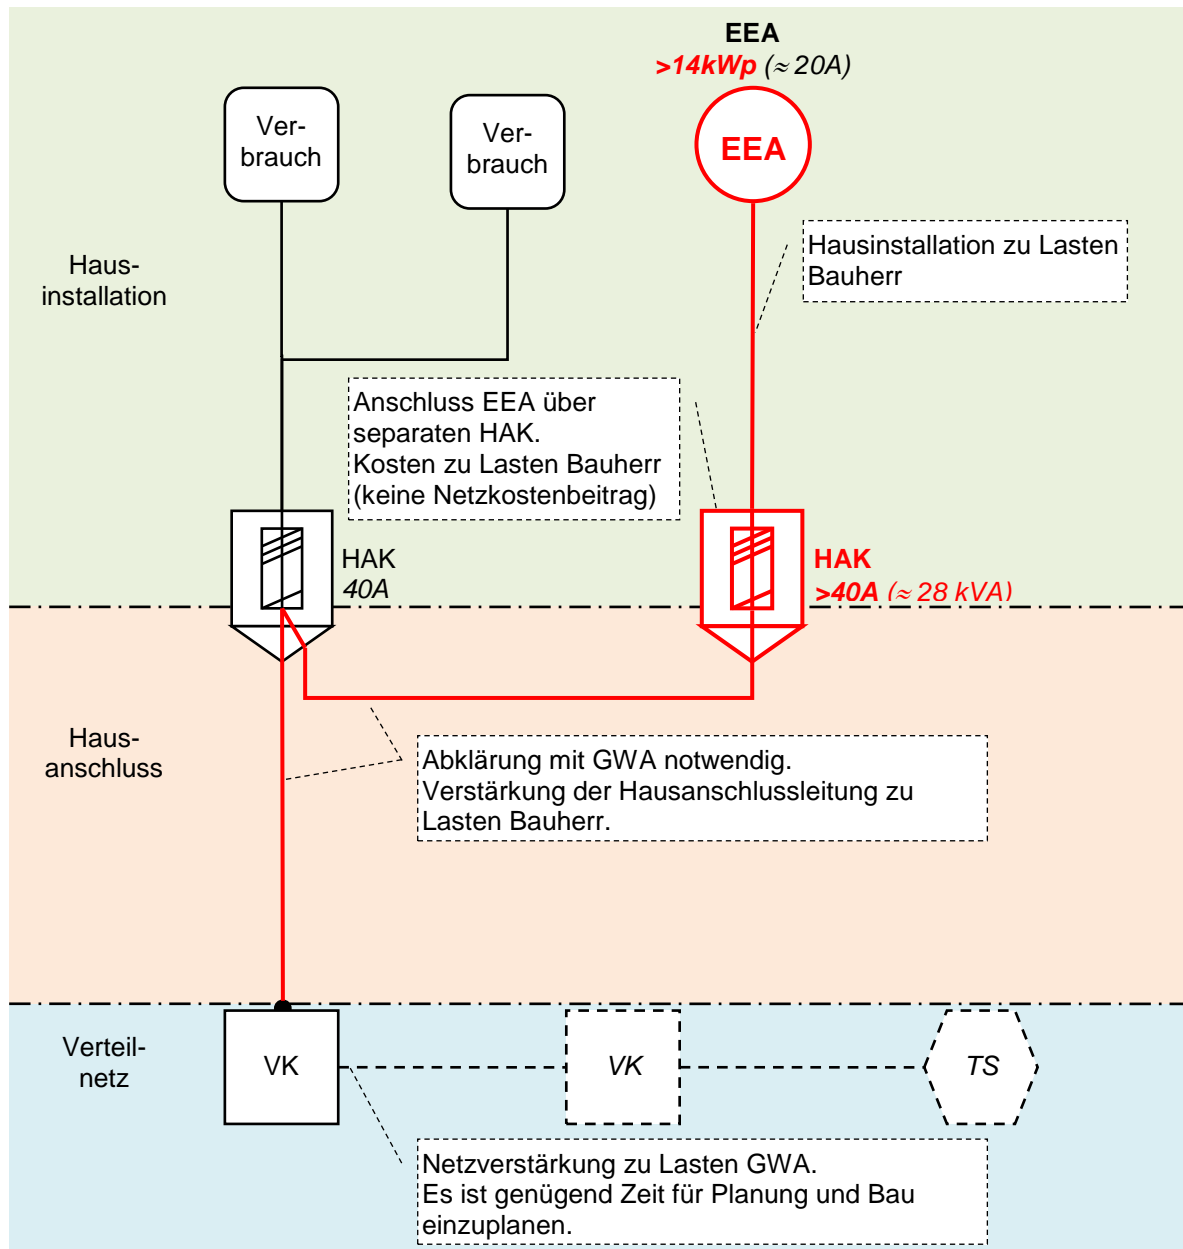 EEA
>14kWp (≈ 20A)
Ver-
brauch
Ver-
brauch
EEA
Hausinstallation zu Lasten
Bauherr
Haus-
installation
Anschluss EEA über
separaten HAK.
Kosten zu Lasten Bauherr
(keine Netzkostenbeitrag)
HAK
40A
HAK
>40A (≈ 28 kVA)
Haus-
anschluss
Abklärung mit GWA notwendig.
Verstärkung der Hausanschlussleitung zu
Lasten Bauherr.
Verteil-
netz
VK
VK
TS
Netzverstärkung zu Lasten GWA.
Es ist genügend Zeit für Planung und Bau
einzuplanen.